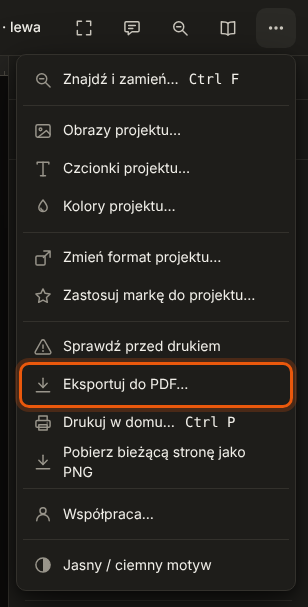 · lewa
Znajdź i zamień... Ctrl F
Obrazy projektu...
Czcionki projektu...
Kolory projektu...
Zmień format projektu...
Zastosuj markę do projektu...
Sprawdź przed drukiem
Eksportuj do PDF...
Drukuj w domu... Ctrl P
Pobierz bieżącą stronę jako
PNG
Współpraca...
Jasny / ciemny motyw